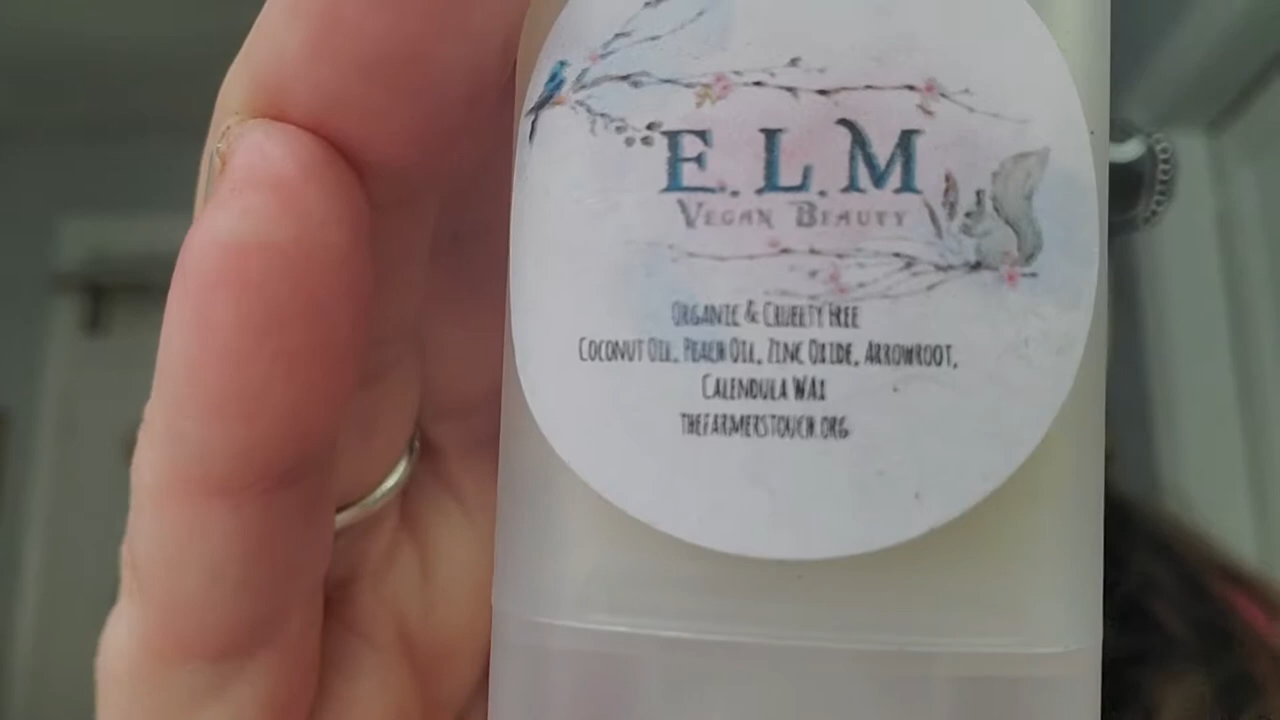 E.L.M
VEGAN BEAUTY
ORGANIC & CRUELTY FREE
COCONUT OIL, PEACH OIL, ZINC OXIDE, ARROWROOT,
CALENDULA WAX
THEFARMERSTOUCH.ORG